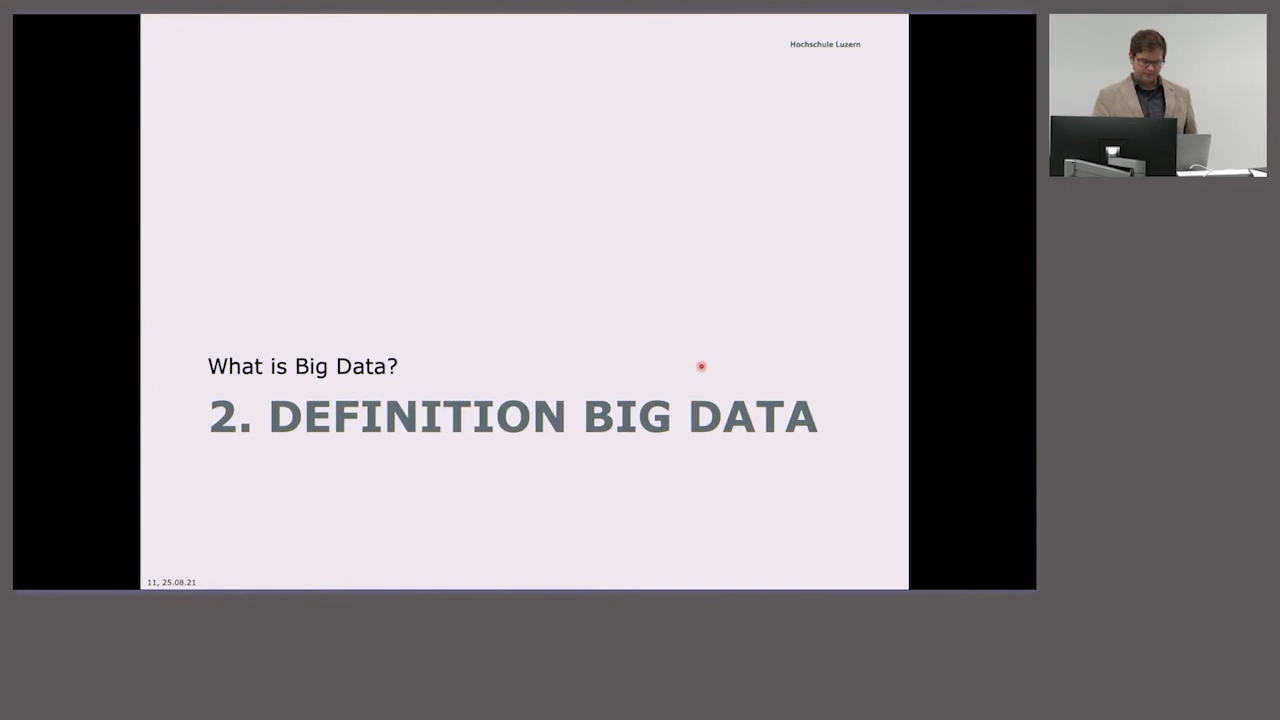 Hochschule Luzern
What is Big Data?
2. DEFINITION BIG DATA
11, 25.08.21